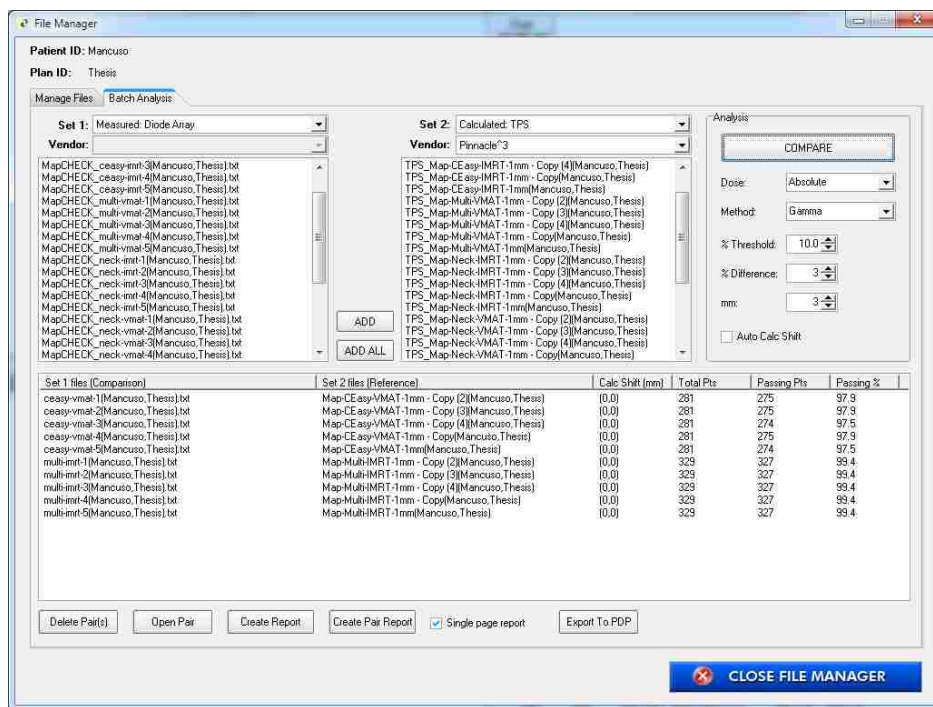 File Manager
Patient ID: Mancuso
Plan ID: Thesis
Manage Files Batch Analysis
Set 1: Measured: Diode Array
Vendor:
MapCHECK_ceasy-imrt-3(Mancuso,Thesis).txt
MapCHECK_ceasy-imrt-4(Mancuso,Thesis).txt
MapCHECK_ceasy-imrt-5(Mancuso,Thesis).txt
MapCHECK_multi-vmat-1(Mancuso,Thesis).txt
MapCHECK_multi-vmat-2(Mancuso,Thesis).txt
MapCHECK_multi-vmat-3(Mancuso,Thesis).txt
MapCHECK_multi-vmat-4(Mancuso,Thesis).txt
MapCHECK_multi-vmat-5(Mancuso,Thesis).txt
MapCHECK_neck-imrt-1(Mancuso,Thesis).txt
MapCHECK_neck-imrt-2(Mancuso,Thesis).txt
MapCHECK_neck-imrt-3(Mancuso,Thesis).txt
MapCHECK_neck-imrt-4(Mancuso,Thesis).txt
MapCHECK_neck-imrt-5(Mancuso,Thesis).txt
MapCHECK_neck-vmat-1(Mancuso,Thesis).txt
MapCHECK_neck-vmat-2(Mancuso,Thesis).txt
MapCHECK_neck-vmat-3(Mancuso,Thesis).txt
MapCHECK_neck-vmat-4(Mancuso,Thesis).txt
ADD
ADD ALL
Set 2: Calculated: TPS
Vendor: Pinnacle^3
TPS_Map-CEasy-IMRT-1mm - Copy (4)(Mancuso,Thesis)
TPS_Map-CEasy-IMRT-1mm - Copy(Mancuso,Thesis)
TPS_Map-CEasy-IMRT-1mm(Mancuso,Thesis)
TPS_Map-Multi-VMAT-1mm - Copy (2)(Mancuso,Thesis)
TPS_Map-Multi-VMAT-1mm - Copy (3)(Mancuso,Thesis)
TPS_Map-Multi-VMAT-1mm - Copy (4)(Mancuso,Thesis)
TPS_Map-Multi-VMAT-1mm - Copy(Mancuso,Thesis)
TPS_Map-Multi-VMAT-1mm(Mancuso,Thesis)
TPS_Map-Neck-IMRT-1mm - Copy (2)(Mancuso,Thesis)
TPS_Map-Neck-IMRT-1mm - Copy (3)(Mancuso,Thesis)
TPS_Map-Neck-IMRT-1mm - Copy (4)(Mancuso,Thesis)
TPS_Map-Neck-IMRT-1mm - Copy(Mancuso,Thesis)
TPS_Map-Neck-IMRT-1mm(Mancuso,Thesis)
TPS_Map-Neck-VMAT-1mm - Copy (2)(Mancuso,Thesis)
TPS_Map-Neck-VMAT-1mm - Copy (3)(Mancuso,Thesis)
TPS_Map-Neck-VMAT-1mm - Copy (4)(Mancuso,Thesis)
TPS_Map-Neck-VMAT-1mm - Copy(Mancuso,Thesis)
Analysis
COMPARE
Dose: Absolute
Method: Gamma
% Threshold: 10.0
% Difference: 3
mm: 3
Auto Calc Shift
Set 1 files (Comparison) Set 2 files (Reference) Calc Shift (mm) Total Pts Passing Pts Passing %
ceasy-vmat-1(Mancuso,Thesis).txt Map-CEasy-VMAT-1mm - Copy (2)(Mancuso,Thesis) (0,0) 281 275 97.9
ceasy-vmat-2(Mancuso,Thesis).txt Map-CEasy-VMAT-1mm - Copy (3)(Mancuso,Thesis) (0,0) 281 275 97.9
ceasy-vmat-3(Mancuso,Thesis).txt Map-CEasy-VMAT-1mm - Copy (4)(Mancuso,Thesis) (0,0) 281 274 97.5
ceasy-vmat-4(Mancuso,Thesis).txt Map-CEasy-VMAT-1mm - Copy(Mancuso,Thesis) (0,0) 281 275 97.9
ceasy-vmat-5(Mancuso,Thesis).txt Map-CEasy-VMAT-1mm(Mancuso,Thesis) (0,0) 281 274 97.5
multi-imrt-1(Mancuso,Thesis).txt Map-Multi-IMRT-1mm - Copy (2)(Mancuso,Thesis) (0,0) 329 327 99.4
multi-imrt-2(Mancuso,Thesis).txt Map-Multi-IMRT-1mm - Copy (3)(Mancuso,Thesis) (0,0) 329 327 99.4
multi-imrt-3(Mancuso,Thesis).txt Map-Multi-IMRT-1mm - Copy (4)(Mancuso,Thesis) (0,0) 329 327 99.4
multi-imrt-4(Mancuso,Thesis).txt Map-Multi-IMRT-1mm - Copy(Mancuso,Thesis) (0,0) 329 327 99.4
multi-imrt-5(Mancuso,Thesis).txt Map-Multi-IMRT-1mm(Mancuso,Thesis) (0,0) 329 327 99.4
Delete Pair(s) Open Pair Create Report Create Pair Report Single page report Export To PDP
CLOSE FILE MANAGER